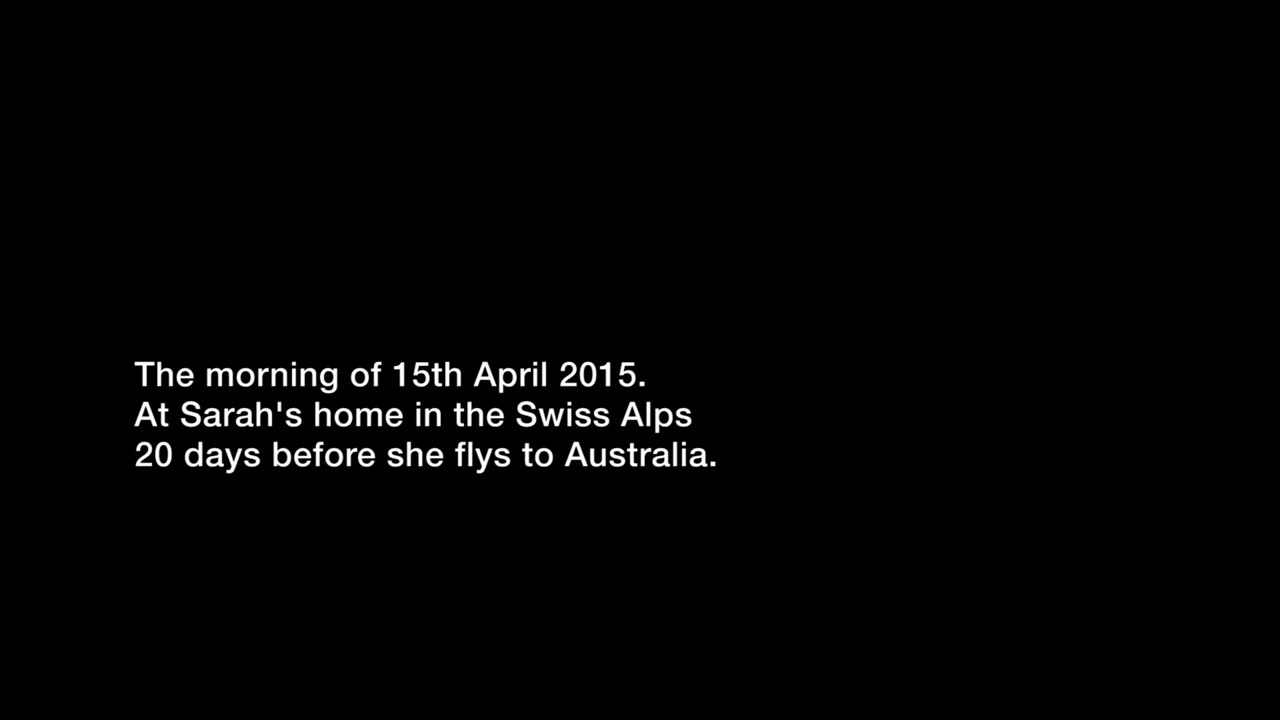 The morning of 15th April 2015.
At Sarah's home in the Swiss Alps
20 days before she flys to Australia.